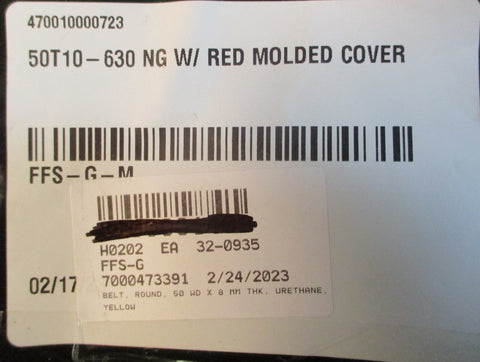 470010000723
50T10-630 NG W/ RED MOLDED COVER
FFS-G-M
H0202 EA 32-0935
FFS-G
02/17
7000473391 2/24/2023
BELT, ROUND, 50 WD X 8 MM THK, URETHANE,
YELLOW